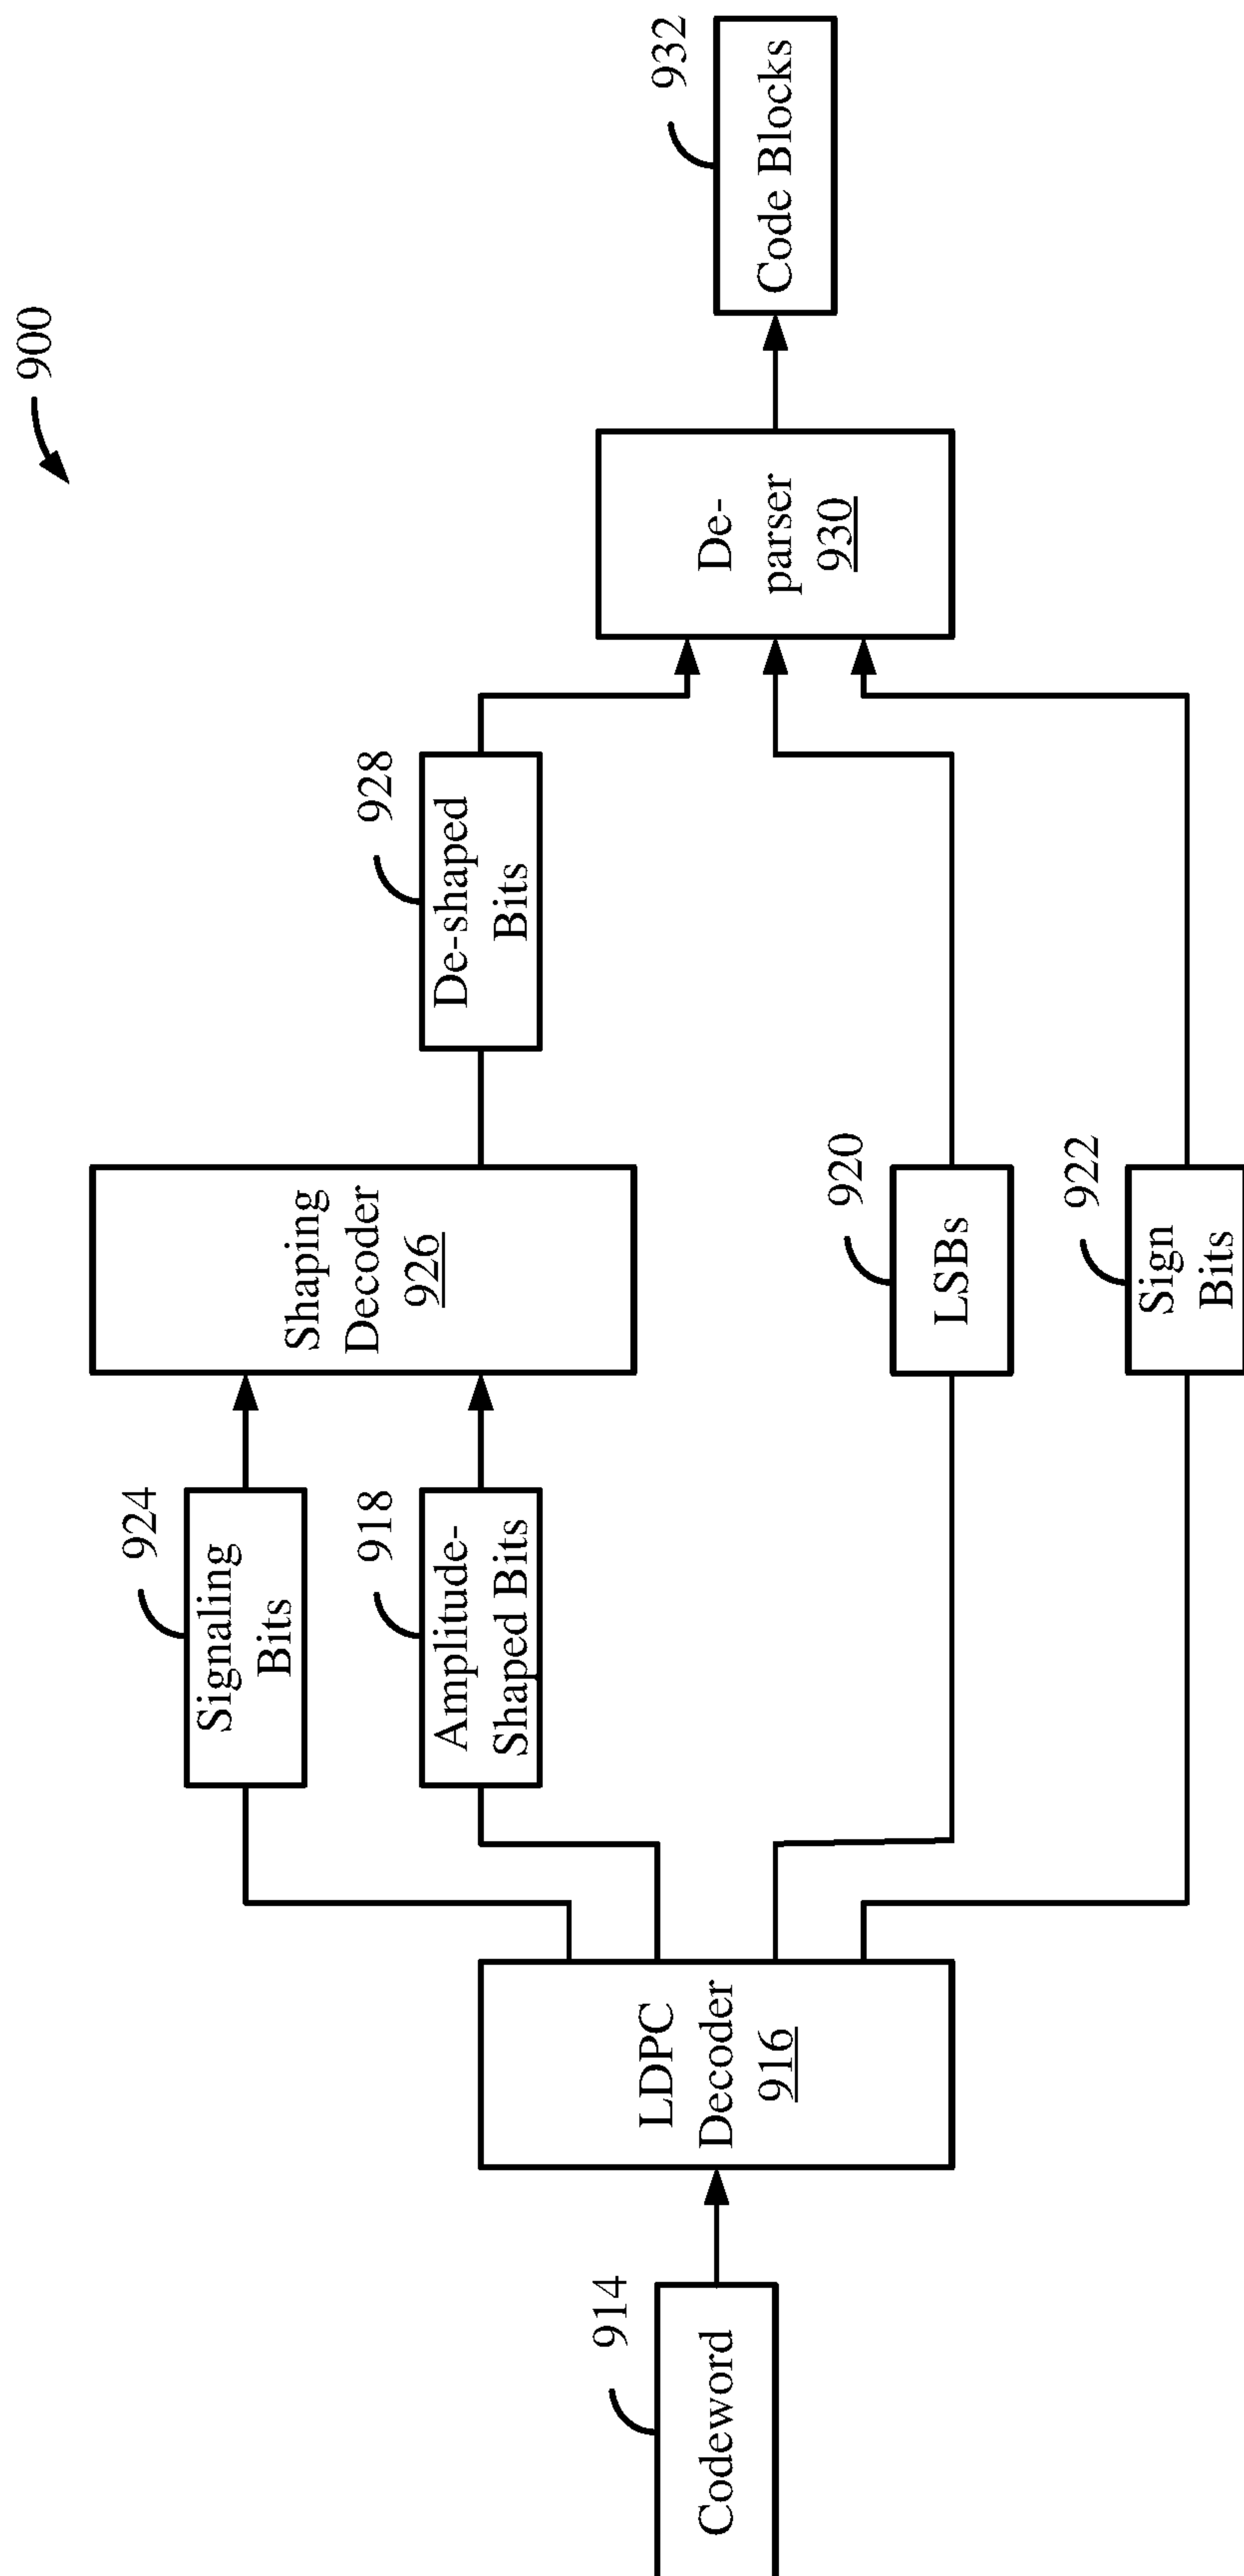 900
914
Codeword
LDPC
Decoder
916
924
Signaling
Bits
918
Amplitude-
Shaped Bits
920
LSBs
922
Sign
Bits
Shaping
Decoder
926
928
De-shaped
Bits
De-
parser
930
932
Code Blocks